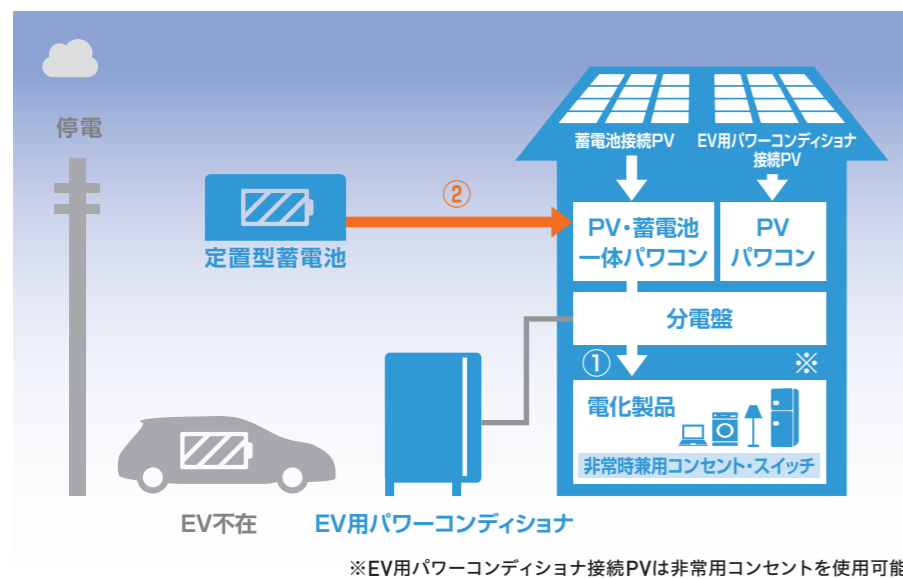 停電
蓄電池接続PV
EV用パワーコンディショナ
接続PV
②
定置型蓄電池
PV・蓄電池
一体パワコン
PV
パワコン
分電盤
①
※
電化製品
非常時兼用コンセント・スイッチ
EV不在
EV用パワーコンディショナ
※EV用パワーコンディショナ接続PVは非常用コンセントを使用可能